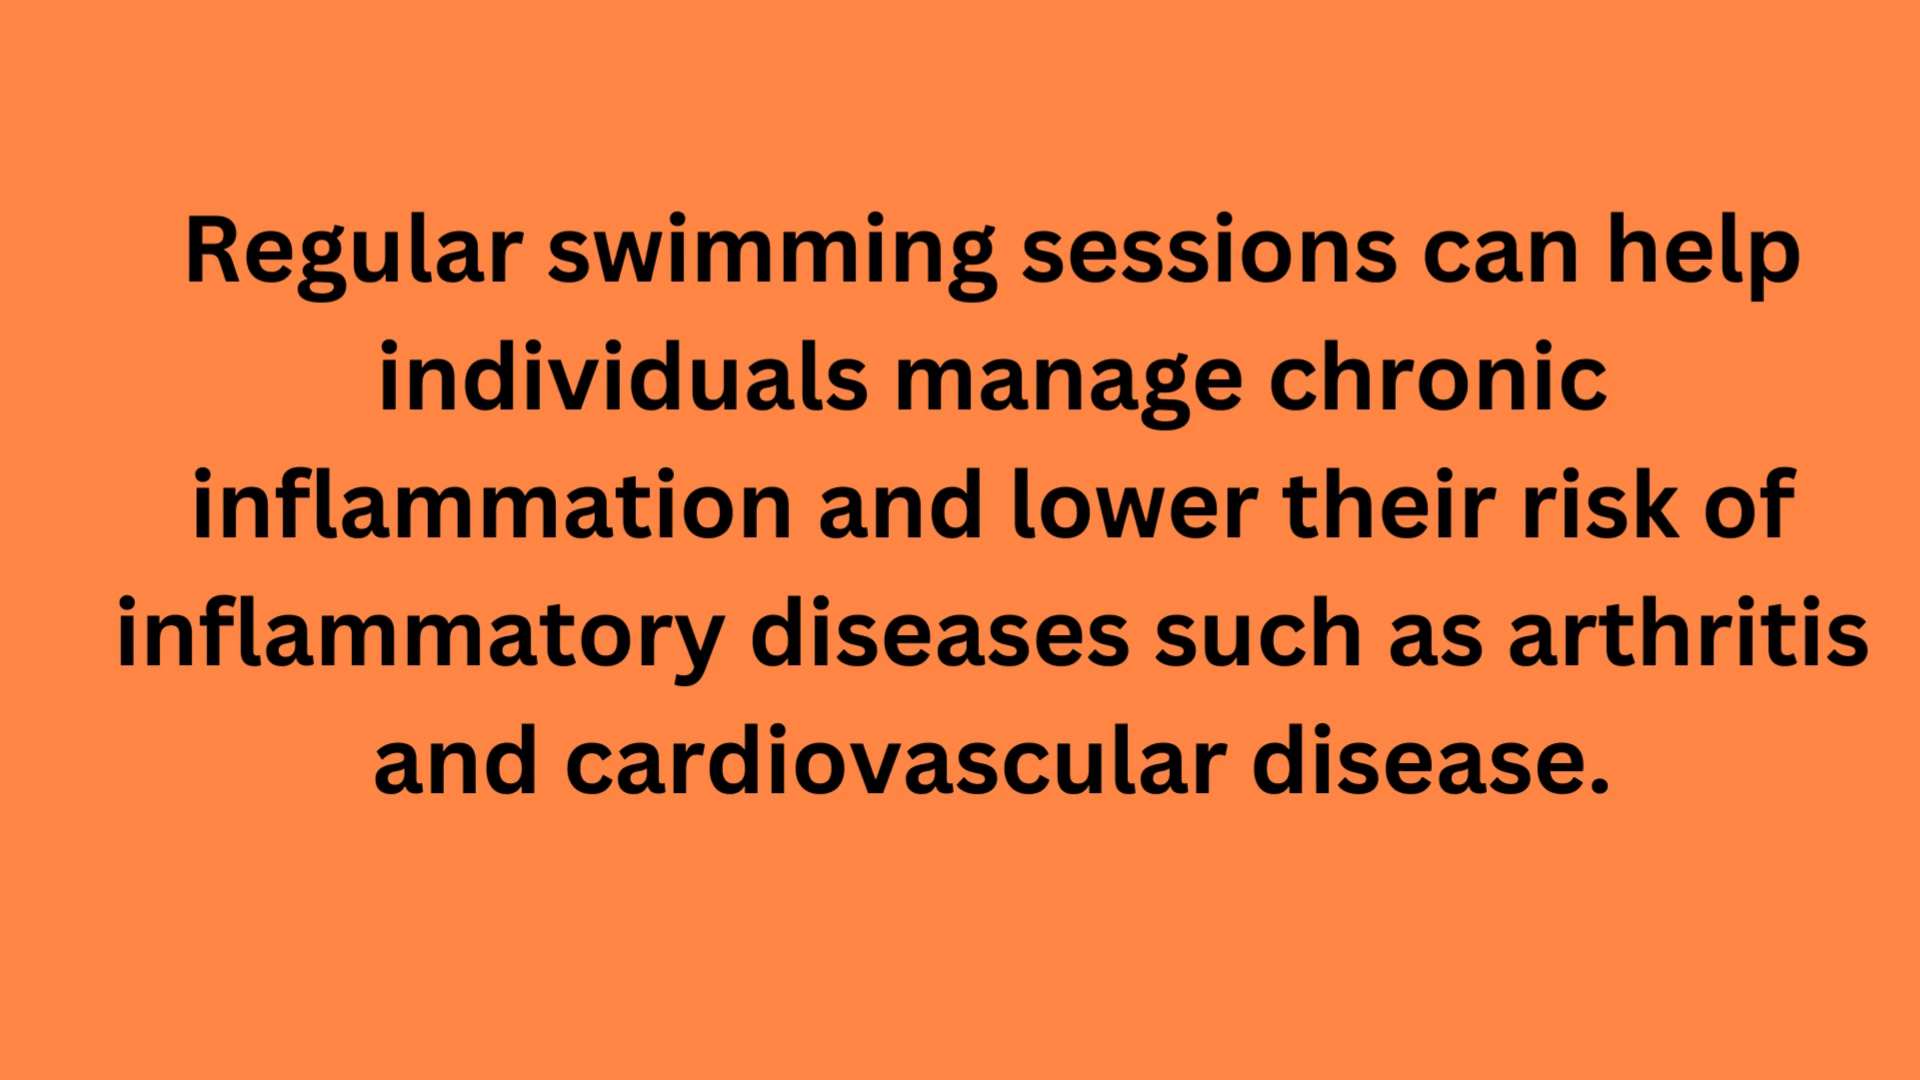 Regular swimming sessions can help
individuals manage chronic
inflammation and lower their risk of
inflammatory diseases such as arthritis
and cardiovascular disease.